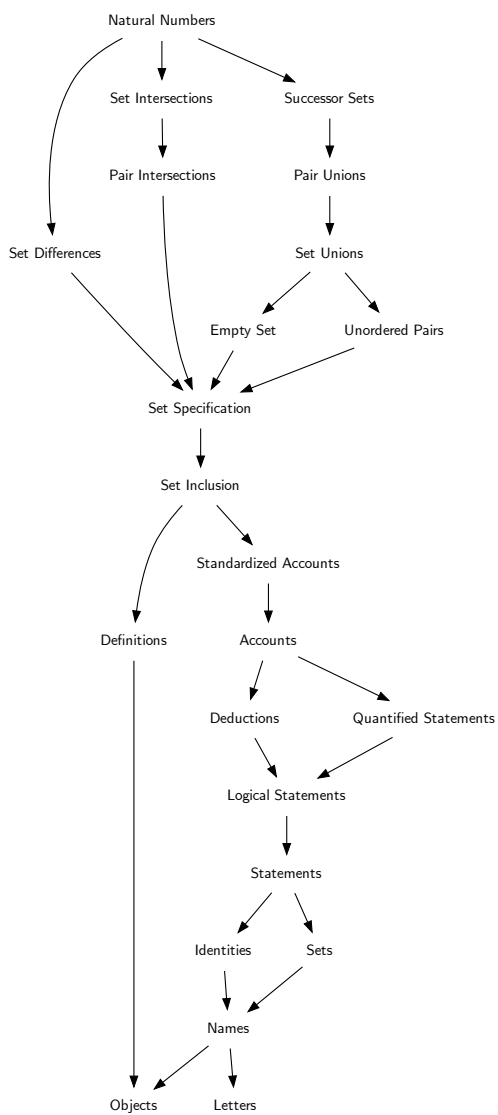 Natural Numbers
Set Intersections
Successor Sets
Pair Intersections
Pair Unions
Set Differences
Set Unions
Empty Set
Unordered Pairs
Set Specification
Set Inclusion
Standardized Accounts
Definitions
Accounts
Deductions
Quantified Statements
Logical Statements
Statements
Identities
Sets
Names
Objects
Letters